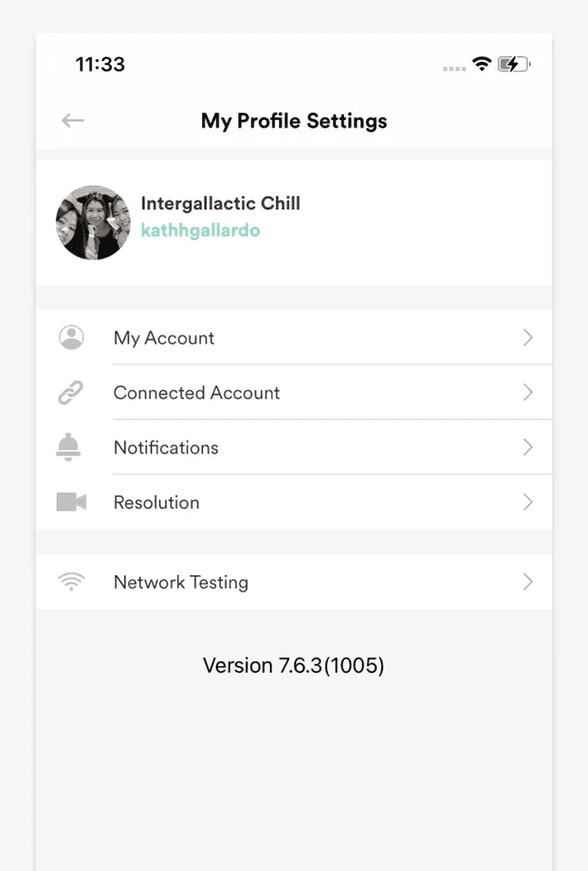 11:33
My Profile Settings
Intergallactic Chill
kathhgallardo
My Account
Connected Account
Notifications
Resolution
Network Testing
Version 7.6.3(1005)